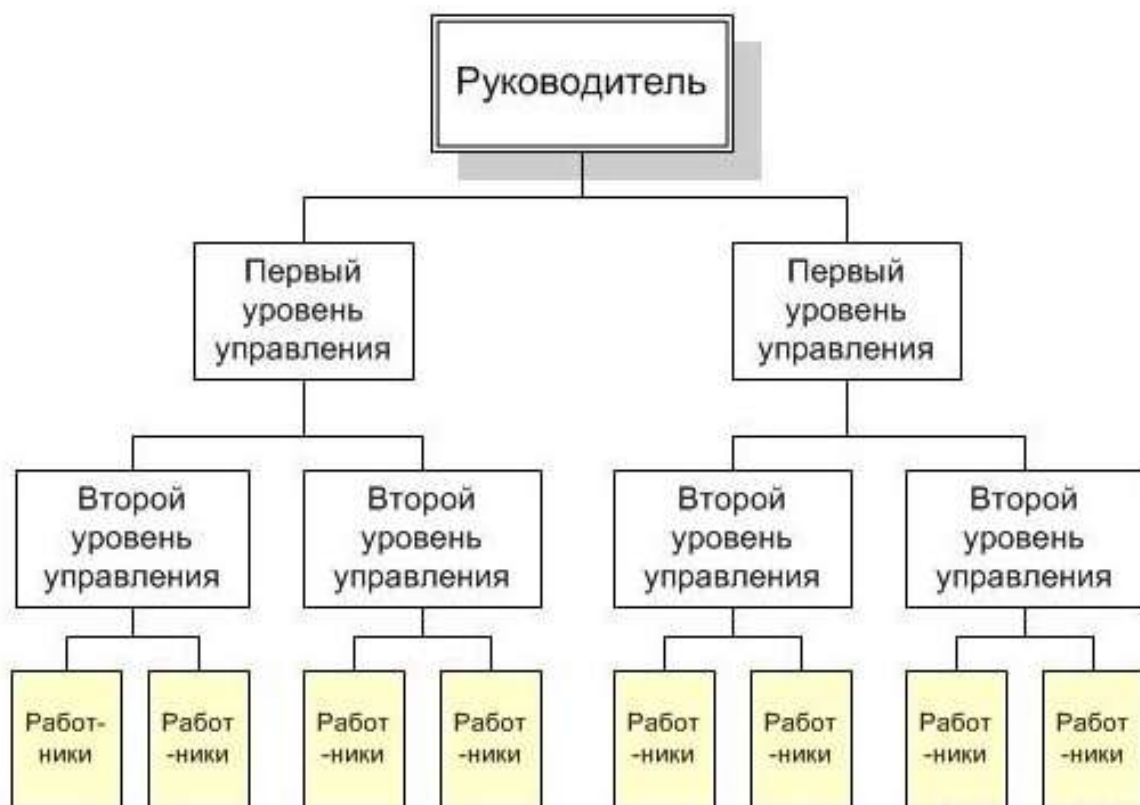 Руководитель
Первый
уровень
управления
Первый
уровень
управления
Второй
уровень
управления
Второй
уровень
управления
Второй
уровень
управления
Второй
уровень
управления
Работ-
ники
Работ
-ники
Работ
-ники
Работ
-ники
Работ
-ники
Работ
-ники
Работ
-ники
Работ
-ники